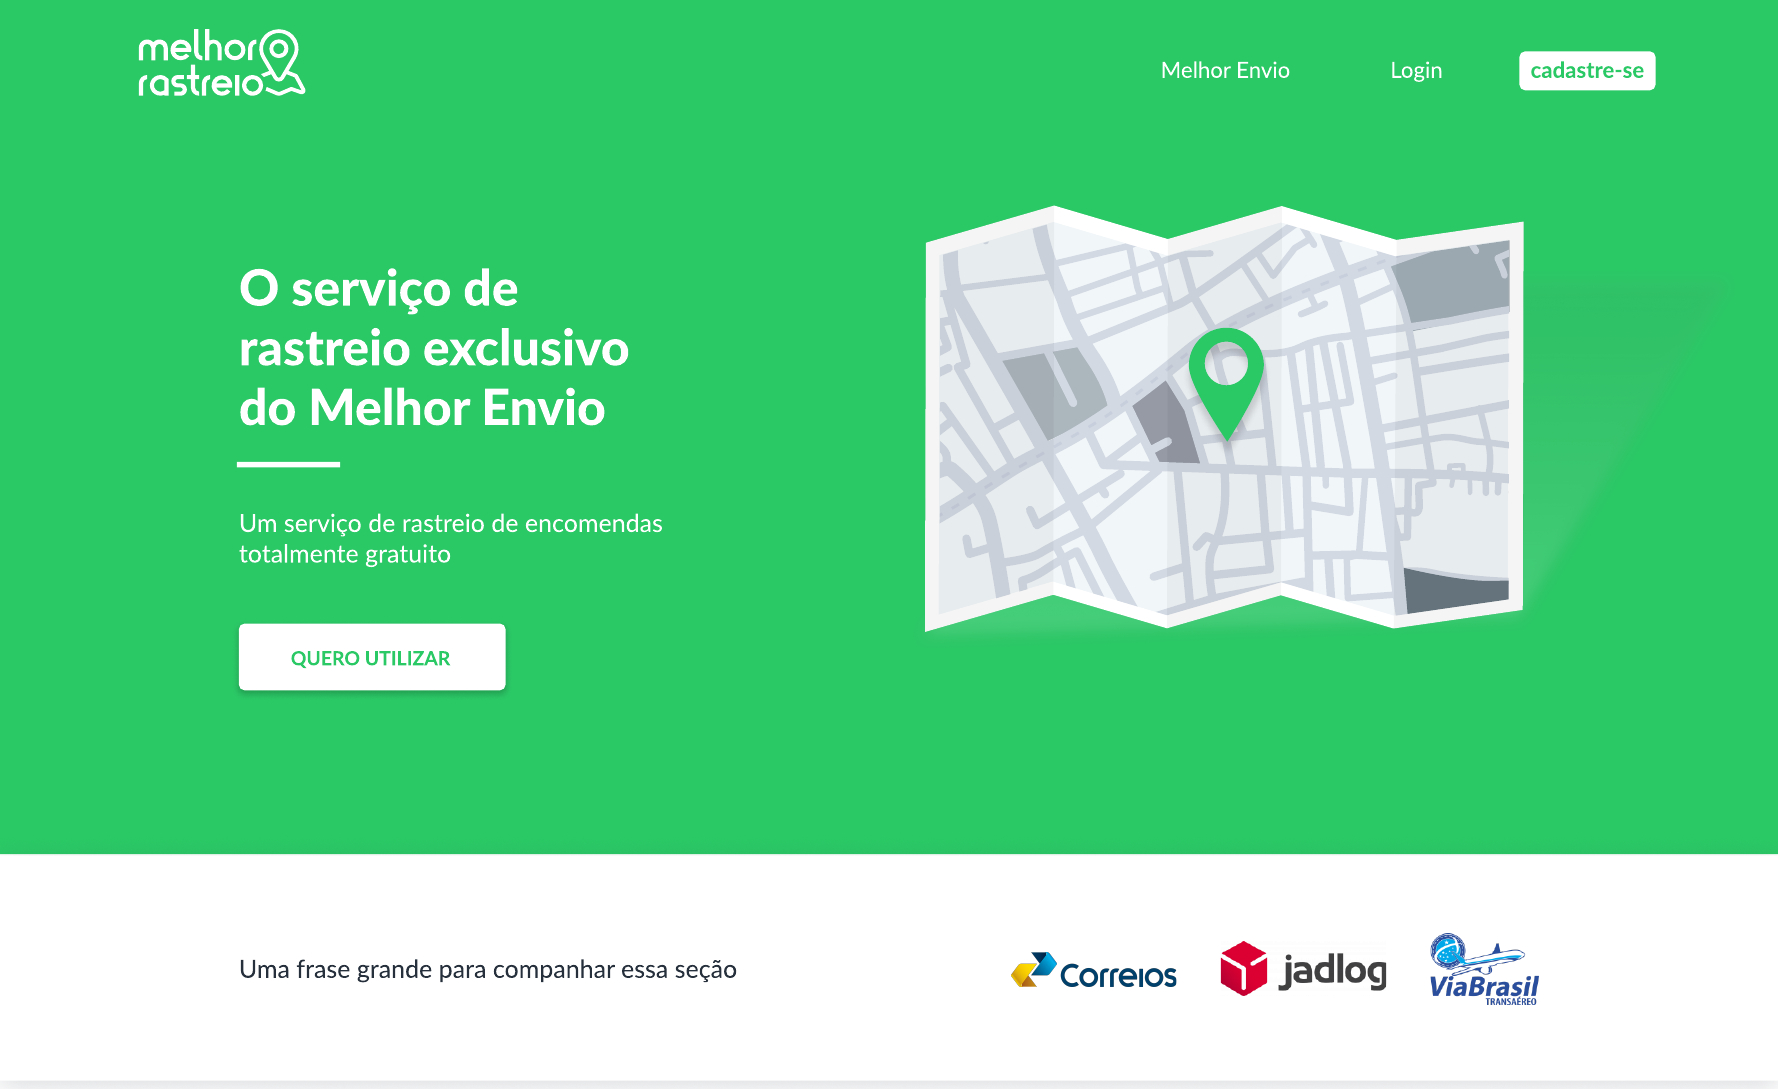 melhor
rastreio
Melhor Envio
Login
cadastre-se
O serviço de
rastreio exclusivo
do Melhor Envio
Um serviço de rastreio de encomendas
totalmente gratuito
QUERO UTILIZAR
Uma frase grande para companhar essa seção
Correios
jadlog
ViaBrasil
TRANSAÉREO